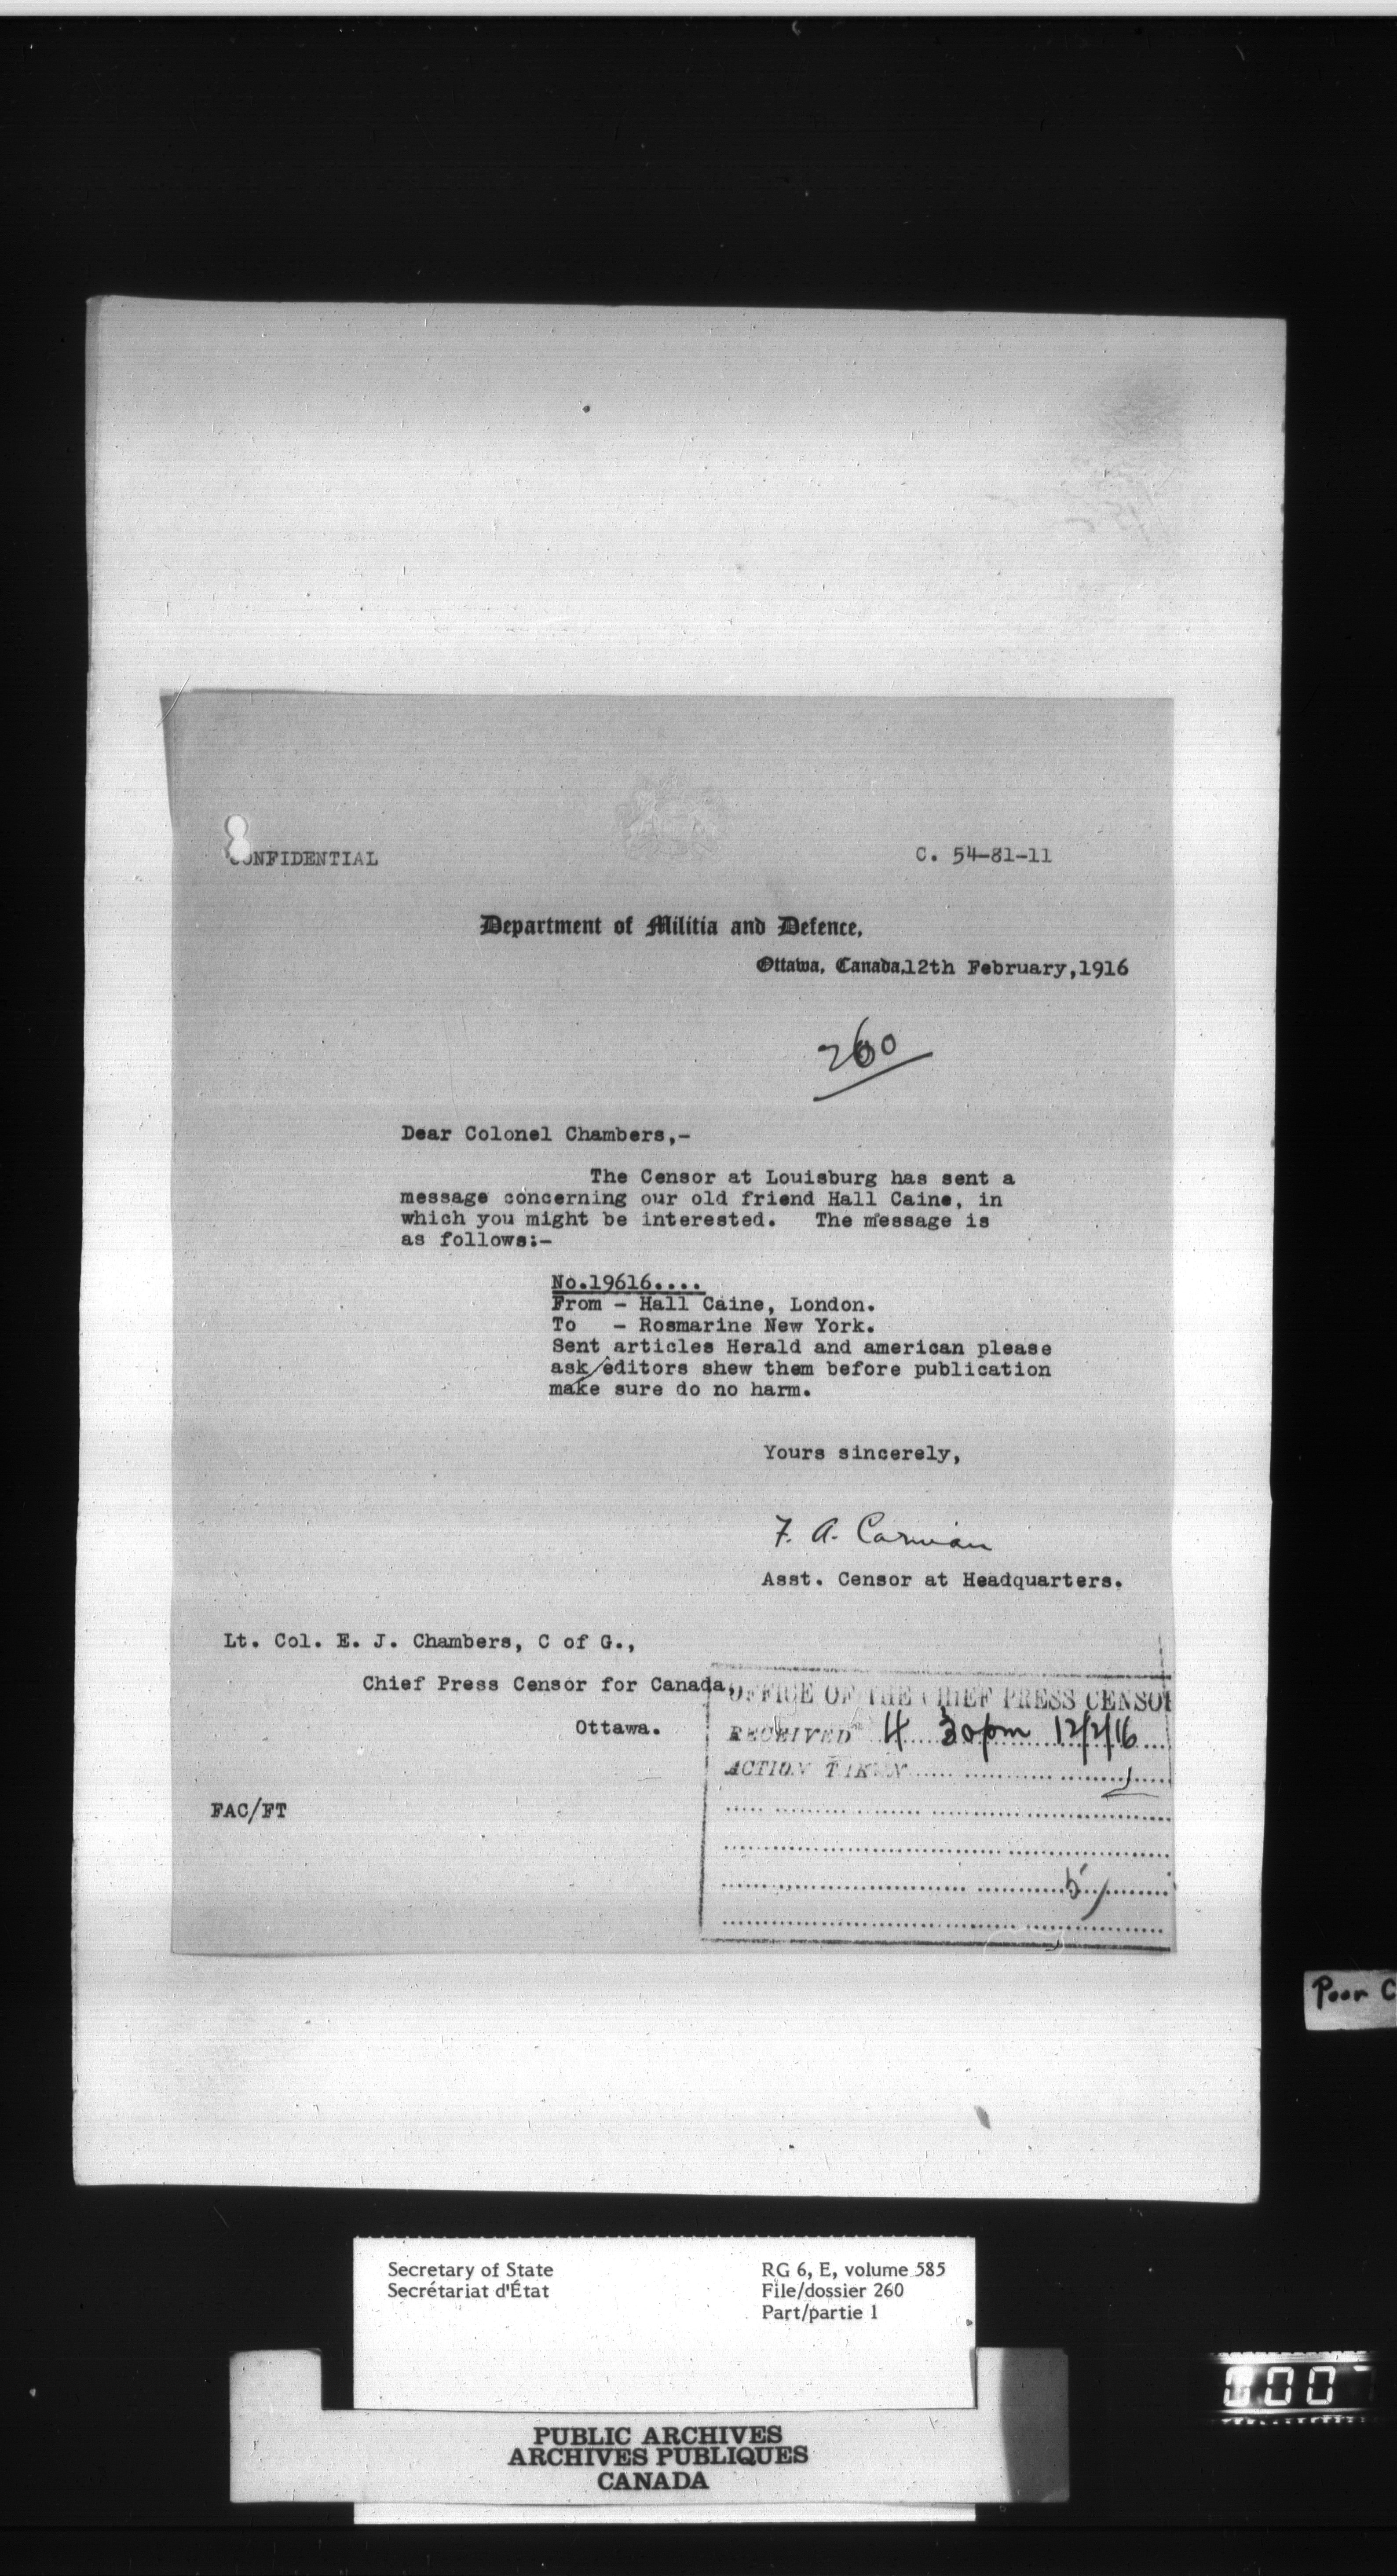 CONFIDENTIAL
C. 54-81-11
Department of Militia and Defence,
Ottawa, Canada, 12th February, 1916
260
Dear Colonel Chambers,-
The Censor at Louisburg has sent a
message concerning our old friend Hall Caine, in
which you might be interested. The message is
as follows:-
No.19616....
From - Hall Caine, London.
To - Rosmarine New York.
Sent articles Herald and american please
ask/editors shew them before publication
make sure do no harm.
Yours sincerely,
F. A. Carman
Asst. Censor at Headquarters.
Lt. Col. E. J. Chambers, C of G.,
Chief Press Censor for Canada,
Ottawa.
OFFICE OF THE CHIEF PRESS CENSOR
RECEIVED 4 30pm 12/2/16
ACTION TAKEN
FAC/FT
Poor C
Secretary of State
Secrétariat d'État
RG 6, E, volume 585
File/dossier 260
Part/partie 1
PUBLIC ARCHIVES
ARCHIVES PUBLIQUES
CANADA
000